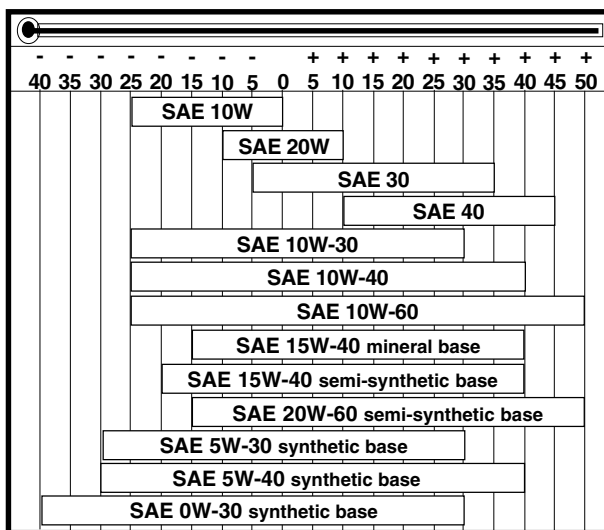 - - - - - - - - + + + + + + + + + +
40 35 30 25 20 15 10 5 0 5 10 15 20 25 30 35 40 45 50
SAE 10W
SAE 20W
SAE 30
SAE 40
SAE 10W-30
SAE 10W-40
SAE 10W-60
SAE 15W-40 mineral base
SAE 15W-40 semi-synthetic base
SAE 20W-60 semi-synthetic base
SAE 5W-30 synthetic base
SAE 5W-40 synthetic base
SAE 0W-30 synthetic base